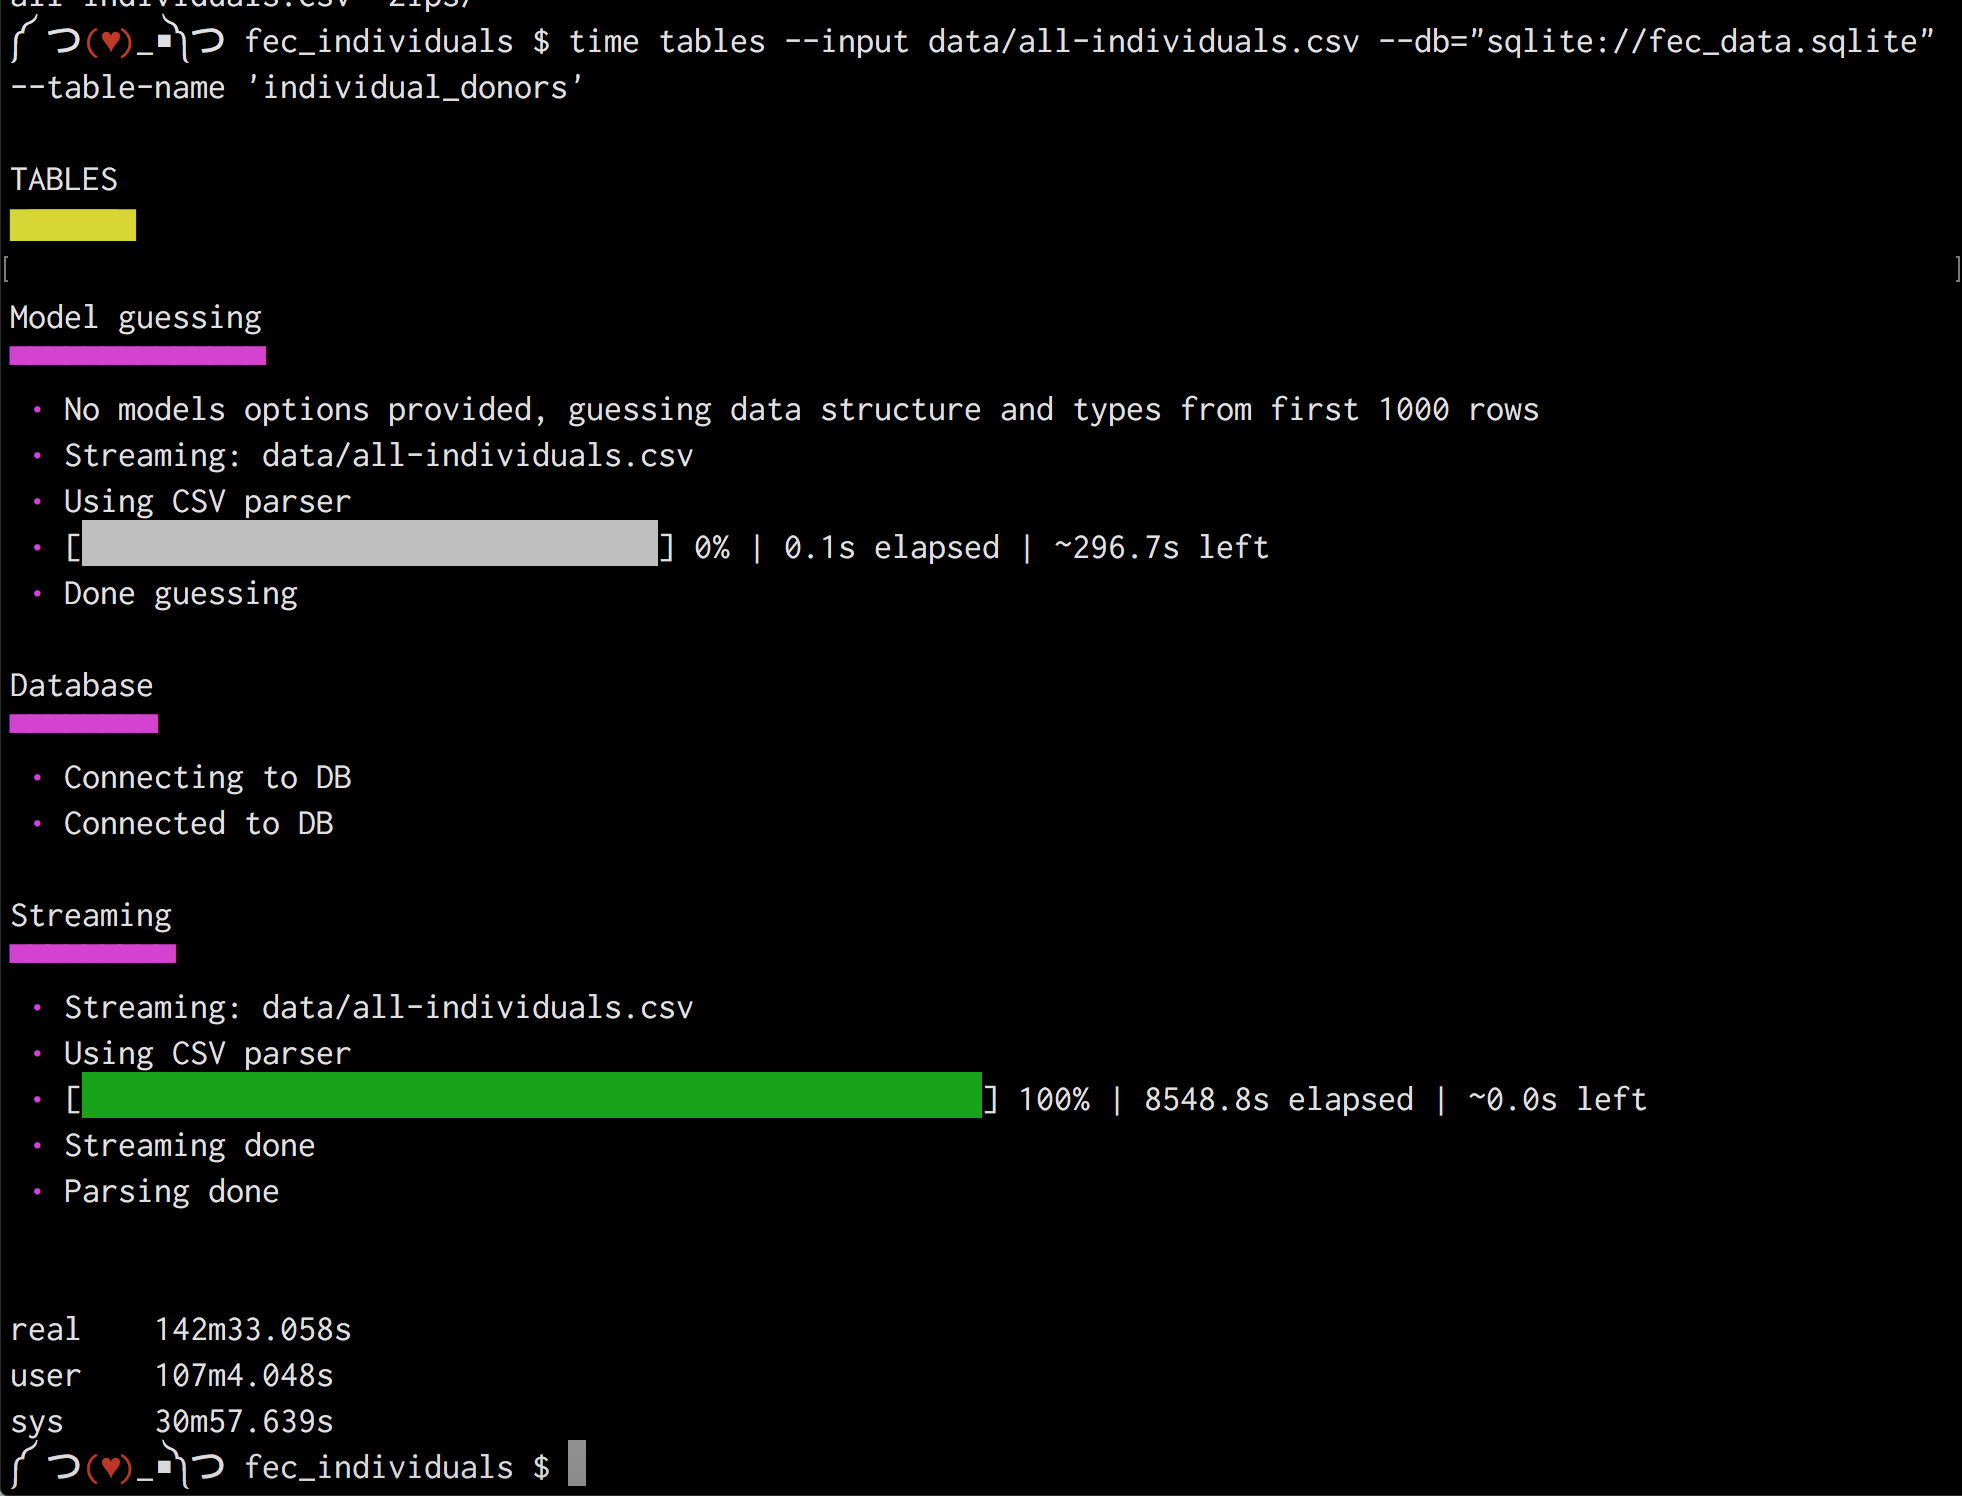 all-individuals.csv  zips/
༼ つ(♥)_▪༽つ fec_individuals $ time tables --input data/all-individuals.csv --db="sqlite://fec_data.sqlite"
--table-name 'individual_donors'
TABLES
[ ]
Model guessing
• No models options provided, guessing data structure and types from first 1000 rows
• Streaming: data/all-individuals.csv
• Using CSV parser
• [ ] 0% | 0.1s elapsed | ~296.7s left
• Done guessing
Database
• Connecting to DB
• Connected to DB
Streaming
• Streaming: data/all-individuals.csv
• Using CSV parser
• [ ] 100% | 8548.8s elapsed | ~0.0s left
• Streaming done
• Parsing done
real    142m33.058s
user    107m4.048s
sys     30m57.639s
༼ つ(♥)_▪༽つ fec_individuals $